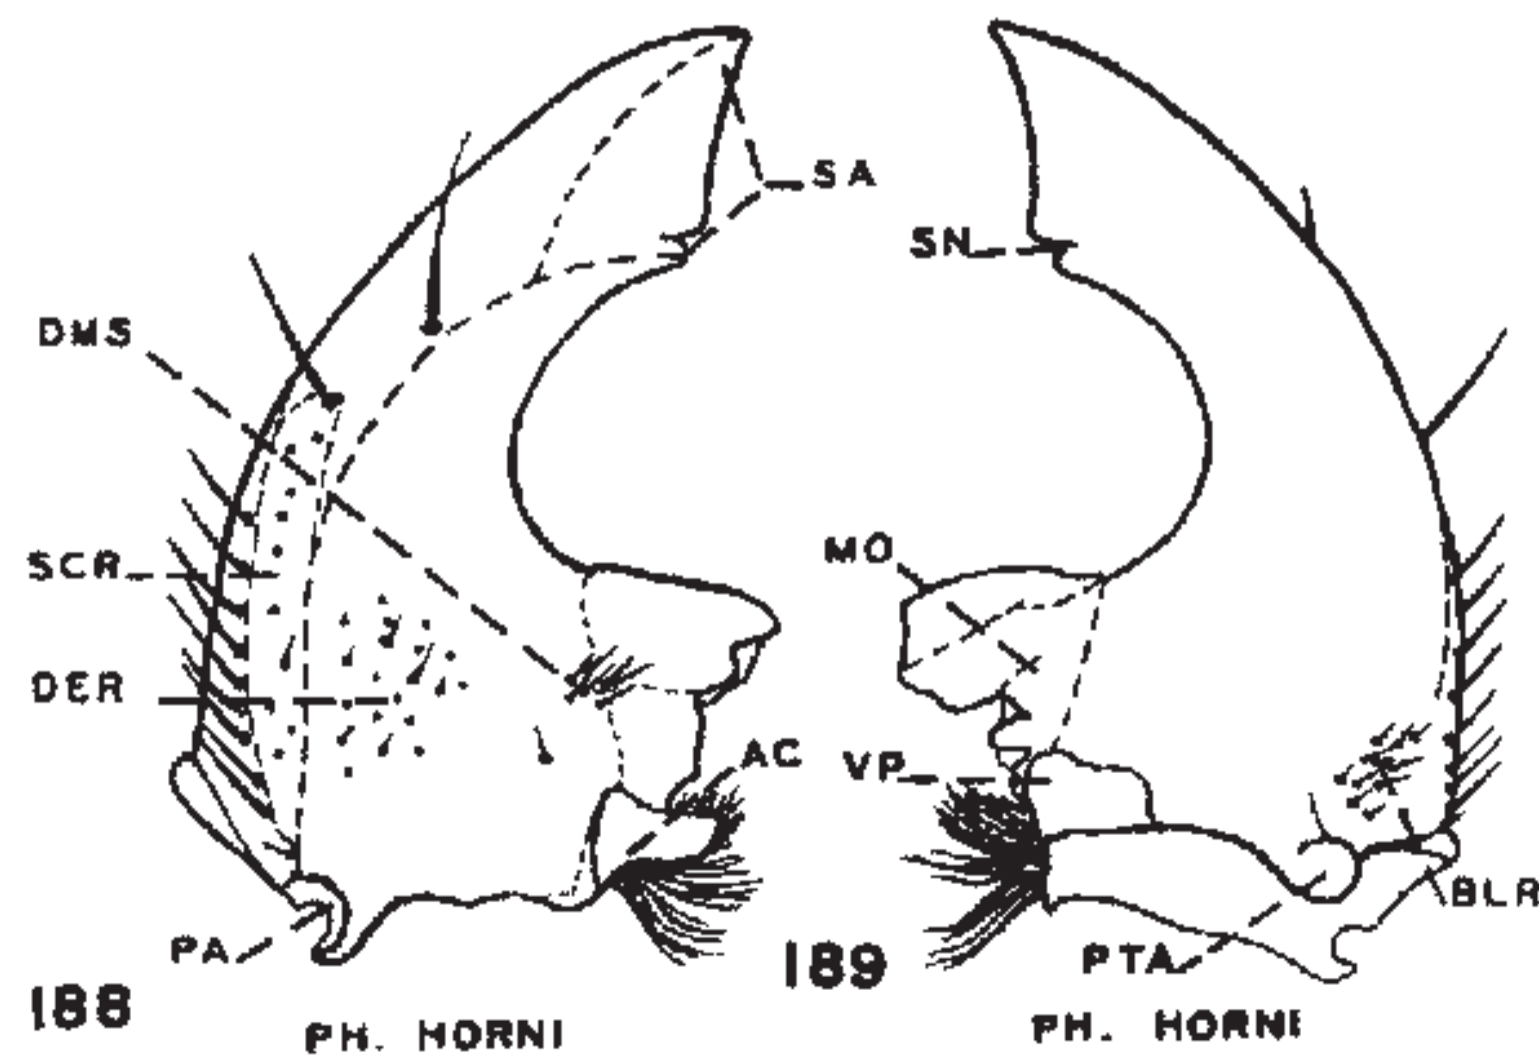 SA
SN
DMS
MO
SCR
DER
AC
VP
BLR
PA
PTA
188
189
PH. HORNI
PH. HORNI